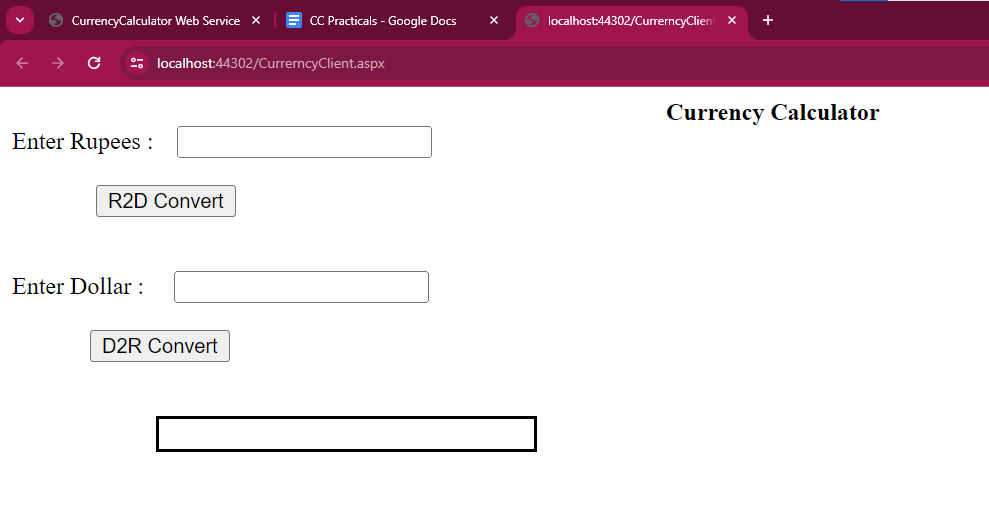 CurrencyCalculator Web Service
CC Practicals - Google Docs
localhost:44302/CurrerncyClient
localhost:44302/CurrerncyClient.aspx
Currency Calculator
Enter Rupees :
R2D Convert
Enter Dollar :
D2R Convert